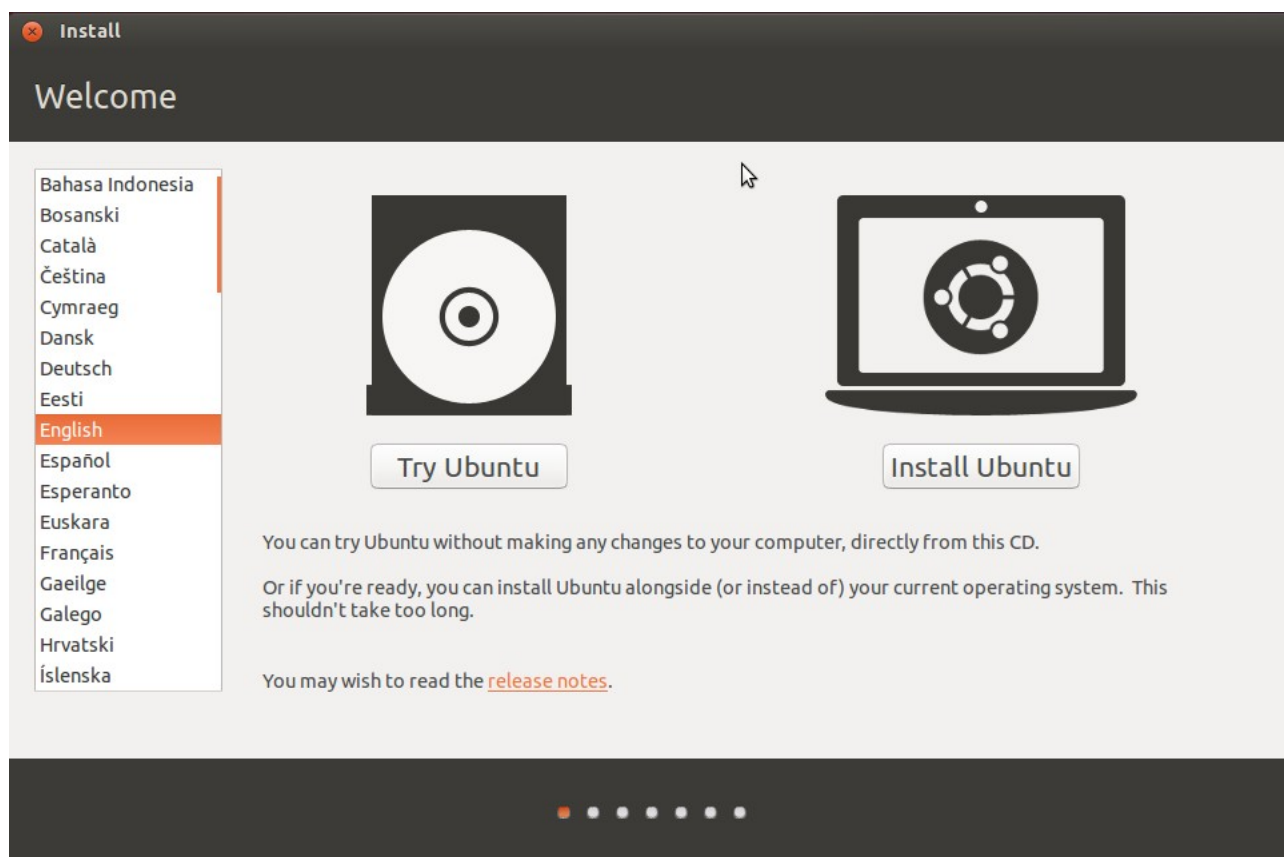 Install
Welcome
Bahasa Indonesia
Bosanski
Català
Čeština
Cymraeg
Dansk
Deutsch
Eesti
English
Español
Esperanto
Euskara
Français
Gaeilge
Galego
Hrvatski
Íslenska
Try Ubuntu
Install Ubuntu
You can try Ubuntu without making any changes to your computer, directly from this CD.
Or if you're ready, you can install Ubuntu alongside (or instead of) your current operating system.  This
shouldn't take too long.
You may wish to read the release notes.